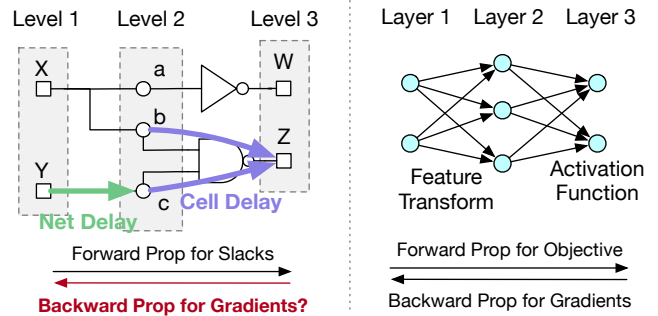 Level 1 Level 2 Level 3
X
a
W
b
Z
Y
c
Cell Delay
Net Delay
Forward Prop for Slacks
Backward Prop for Gradients?
Layer 1 Layer 2 Layer 3
Feature
Transform
Activation
Function
Forward Prop for Objective
Backward Prop for Gradients